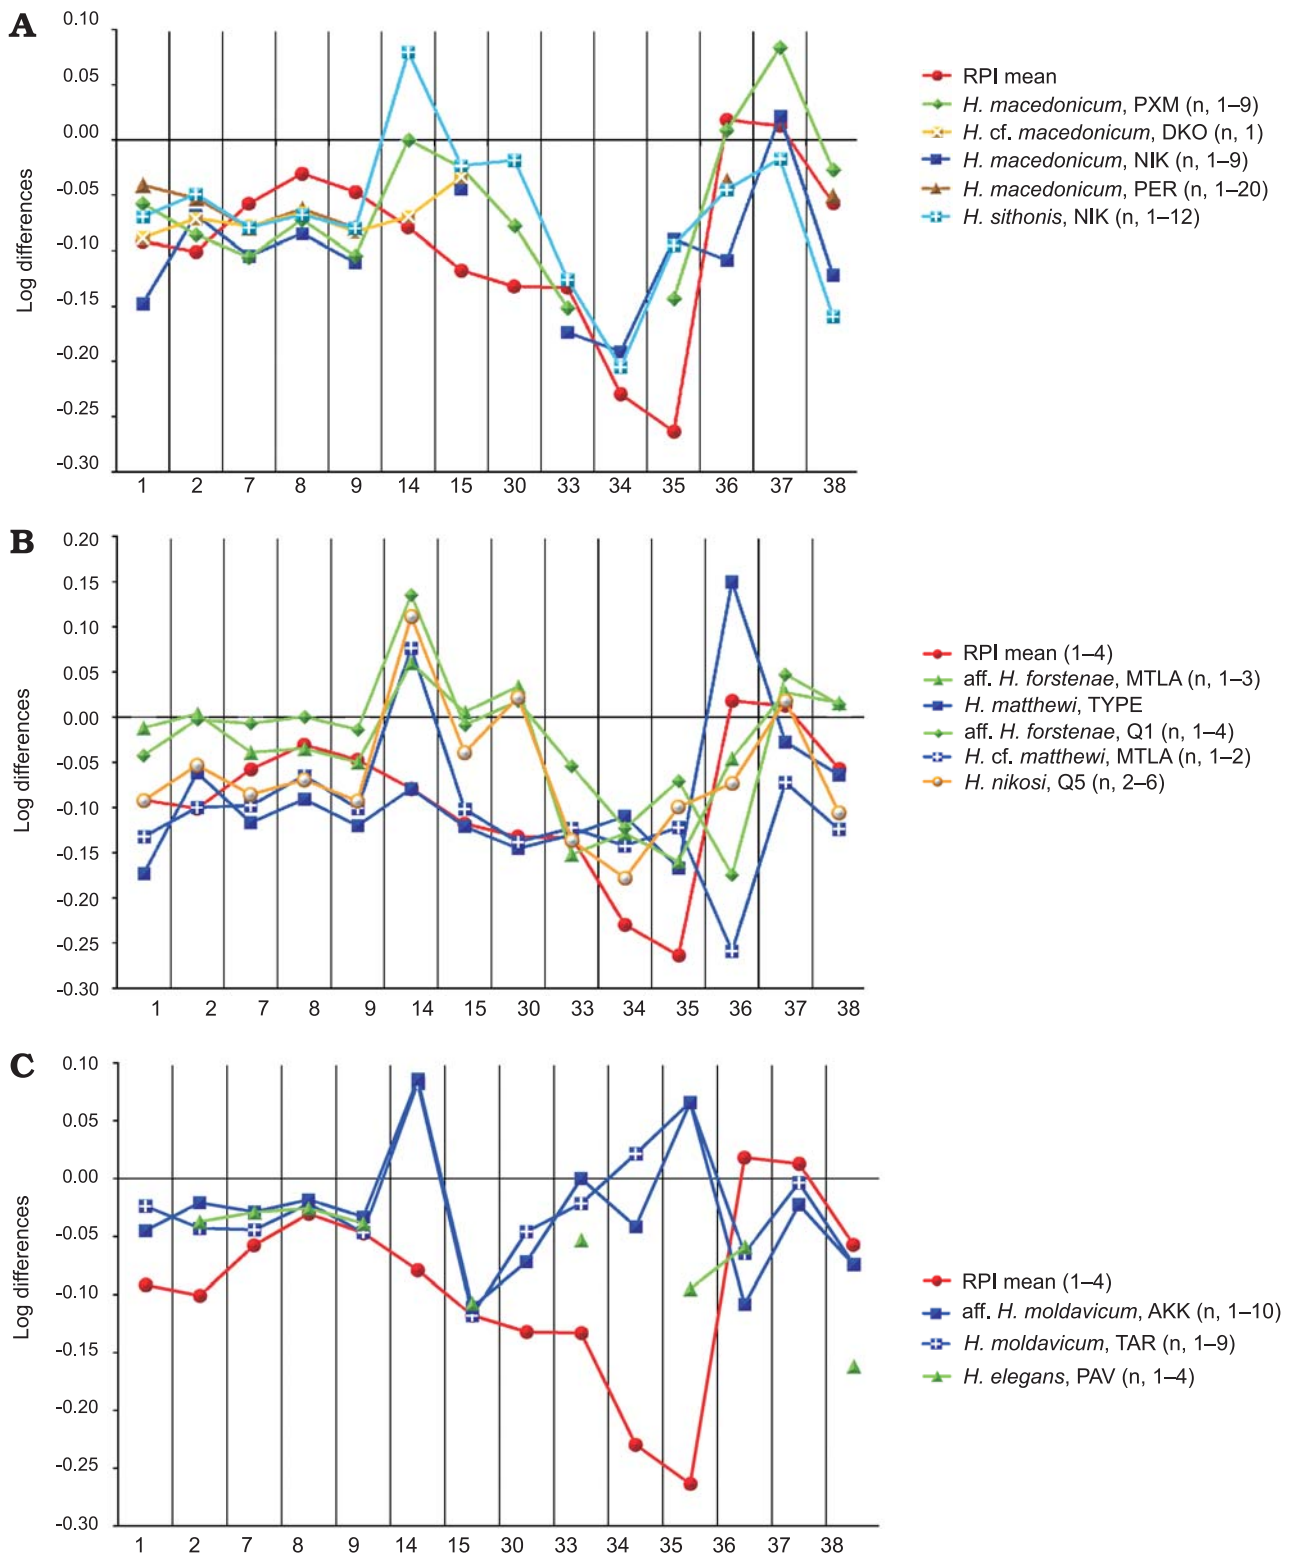 A
0.10
0.05
0.00
-0.05
-0.10
-0.15
-0.20
-0.25
-0.30
Log differences
1 2 7 8 9 14 15 30 33 34 35 36 37 38
RPI mean
H. macedonicum, PXM (n, 1–9)
H. cf. macedonicum, DKO (n, 1)
H. macedonicum, NIK (n, 1–9)
H. macedonicum, PER (n, 1–20)
H. sithonis, NIK (n, 1–12)
B
0.20
0.15
0.10
0.05
0.00
-0.05
-0.10
-0.15
-0.20
-0.25
-0.30
Log differences
1 2 7 8 9 14 15 30 33 34 35 36 37 38
RPI mean (1–4)
aff. H. forstenae, MTLA (n, 1–3)
H. matthewi, TYPE
aff. H. forstenae, Q1 (n, 1–4)
H. cf. matthewi, MTLA (n, 1–2)
H. nikosi, Q5 (n, 2–6)
C
0.10
0.05
0.00
-0.05
-0.10
-0.15
-0.20
-0.25
-0.30
Log differences
1 2 7 8 9 14 15 30 33 34 35 36 37 38
RPI mean (1–4)
aff. H. moldavicum, AKK (n, 1–10)
H. moldavicum, TAR (n, 1–9)
H. elegans, PAV (n, 1–4)